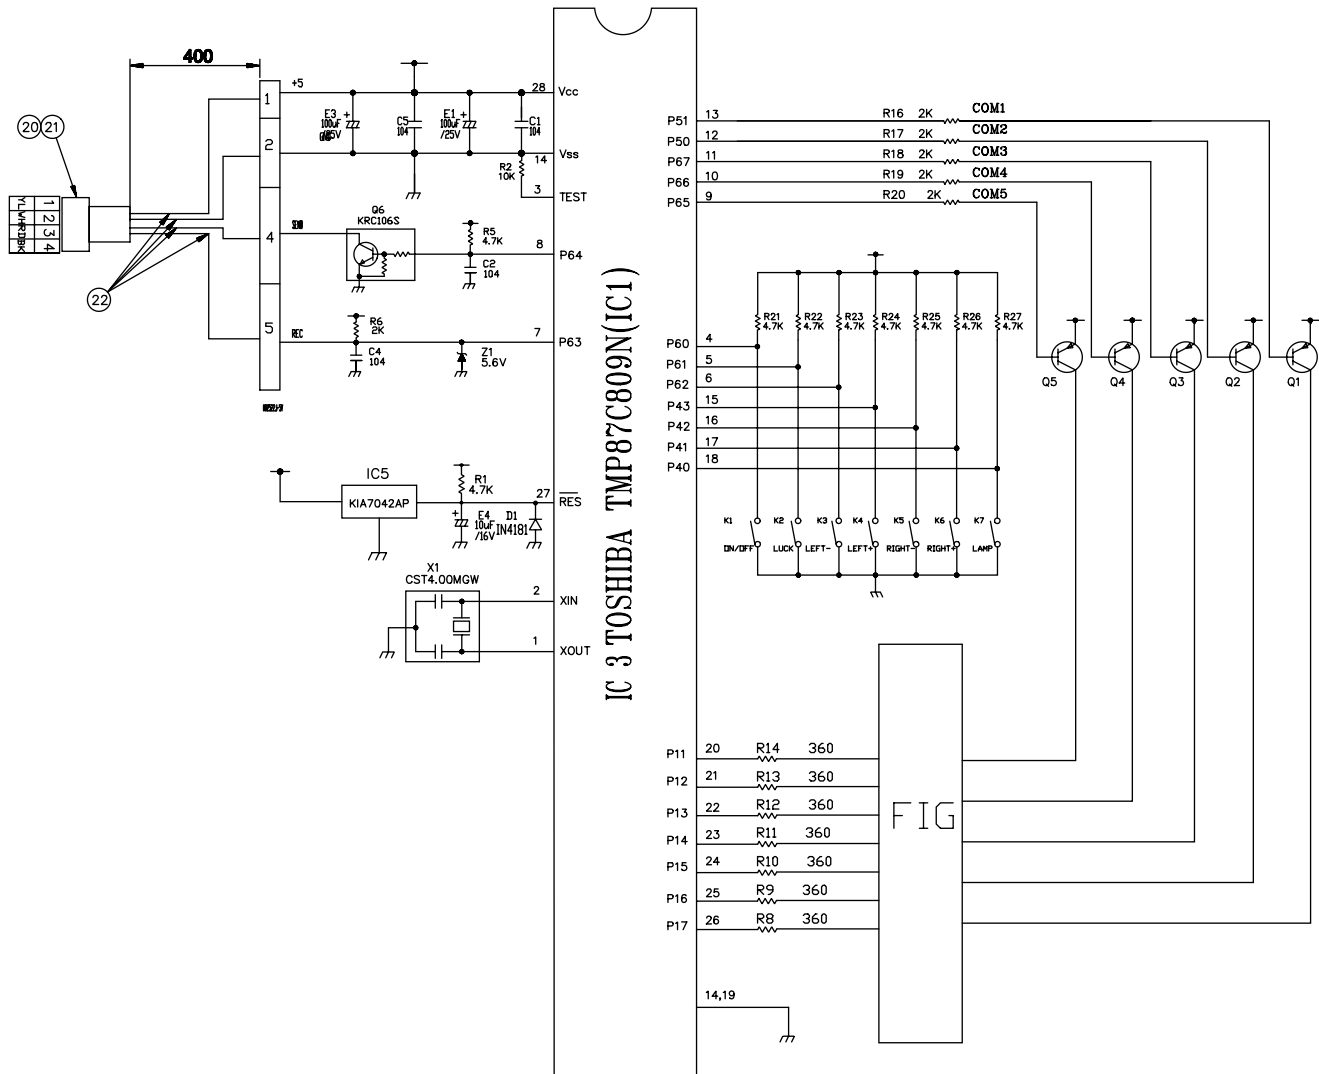 400
+5
1
2
4
5
20 21
22
1
2
3
4
E3 +
100uF
/25V
C5
104
E1 +
100uF
/25V
C1
104
R2
10K
28 Vcc
14 Vss
3 TEST
Q6
KRC106S
SEND
R5
4.7K
C2
104
8 P64
REC
R6
2K
C4
104
Z1
5.6V
7 P63
IC5
KIA7042AP
R1
4.7K
+ E4
10uF
/16V
D1
IN4181
27 RES
X1
CST4.00MGW
2 XIN
1 XOUT
IC 3 TOSHIBA TMP87C809N(IC1)
P51 13 R16 2K COM1
P50 12 R17 2K COM2
P67 11 R18 2K COM3
P66 10 R19 2K COM4
P65 9 R20 2K COM5
R21 4.7K
R22 4.7K
R23 4.7K
R24 4.7K
R25 4.7K
R26 4.7K
R27 4.7K
P60 4
P61 5
P62 6
P43 15
P42 16
P41 17
P40 18
Q5 Q4 Q3 Q2 Q1
K1 K2 K3 K4 K5 K6 K7
ON/OFF LUCK LEFT- LEFT+ RIGHT- RIGHT+ LAMP
FIG
P11 20 R14 360
P12 21 R13 360
P13 22 R12 360
P14 23 R11 360
P15 24 R10 360
P16 25 R9 360
P17 26 R8 360
14,19